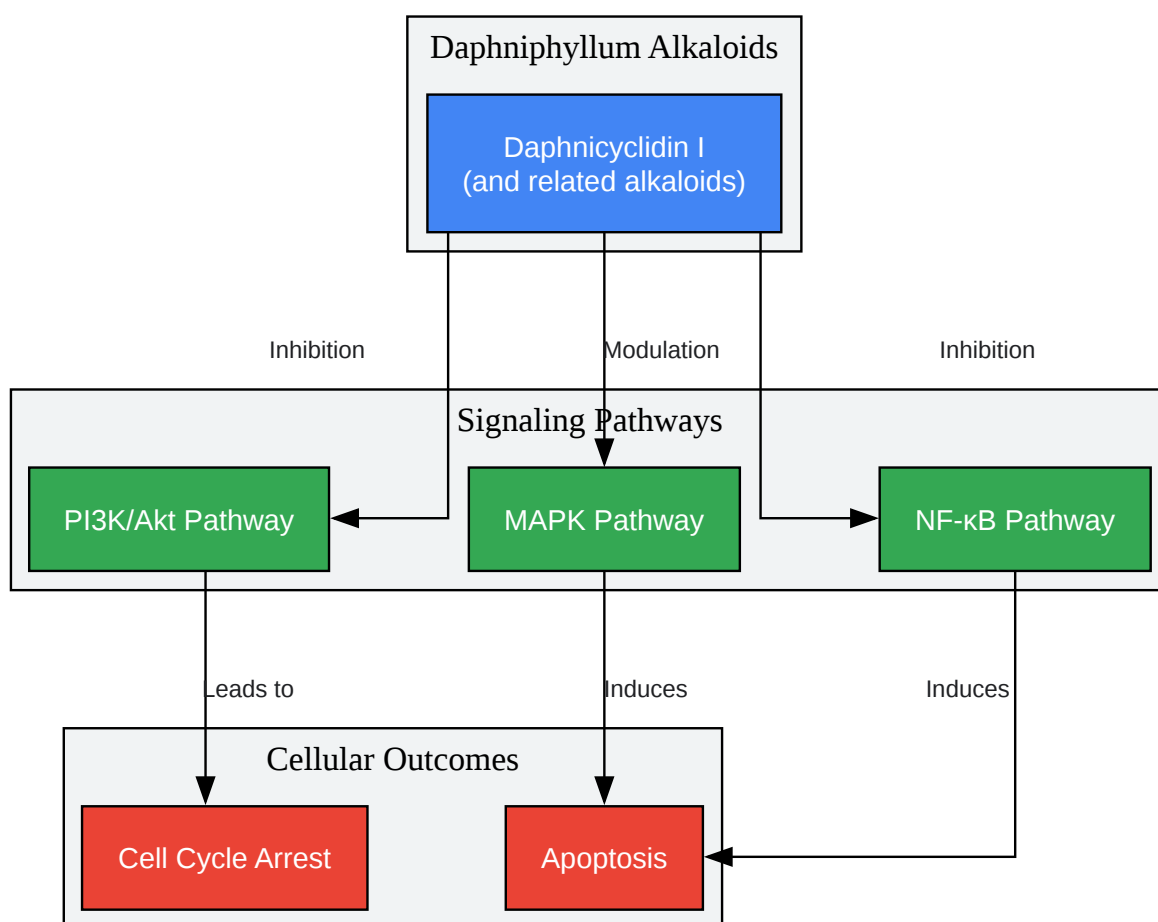 Daphniphyllum Alkaloids
Daphnicyclidin I
(and related alkaloids)
Inhibition
Modulation
Inhibition
Signaling Pathways
PI3K/Akt Pathway
MAPK Pathway
NF-κB Pathway
Leads to
Induces
Induces
Cellular Outcomes
Cell Cycle Arrest
Apoptosis